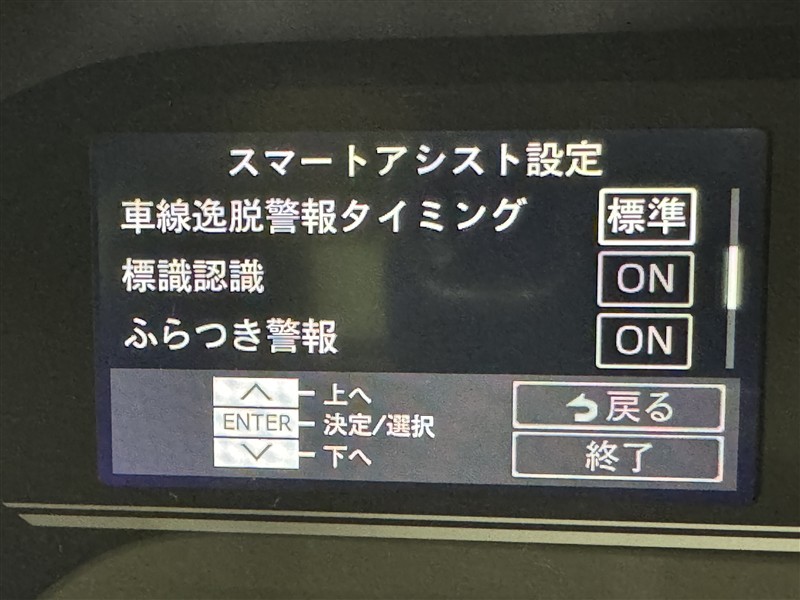 スマートアシスト設定
車線逸脱警報タイミング 標準
標識認識 ON
ふらつき警報 ON
上へ
ENTER 決定/選択
下へ
戻る
終了